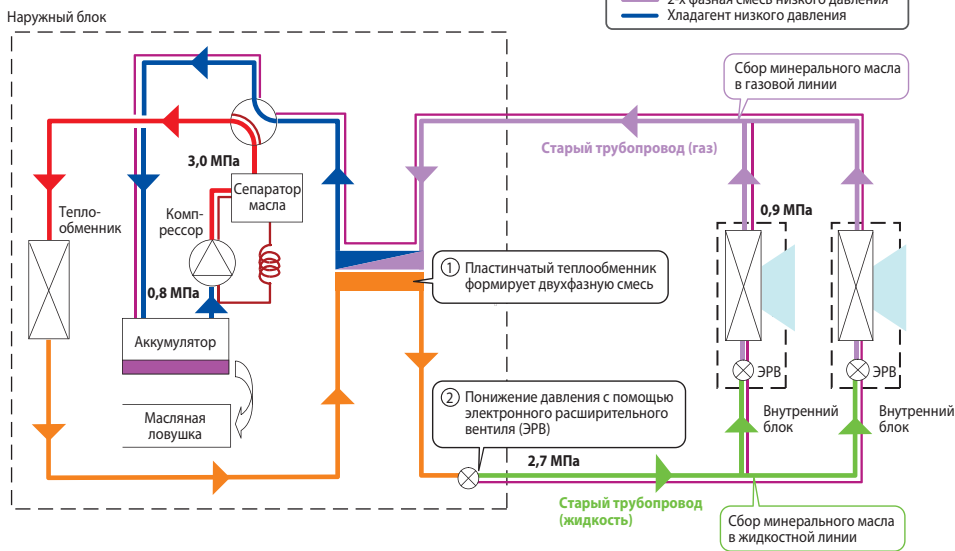 2-х фазная смесь низкого давления
Хладагент низкого давления
Наружный блок
Сбор минерального масла
в газовой линии
Старый трубопровод (газ)
3,0 МПа
Сепаратор
масла
Тепло-
обменник
Комп-
рессор
0,9 МПа
1 Пластинчатый теплообменник
формирует двухфазную смесь
0,8 МПа
Аккумулятор
ЭРВ
ЭРВ
Масляная
ловушка
2 Понижение давления с помощью
электронного расширительного
вентиля (ЭРВ)
Внутренний
блок
Внутренний
блок
2,7 МПа
Старый трубопровод
(жидкость)
Сбор минерального масла
в жидкостной линии